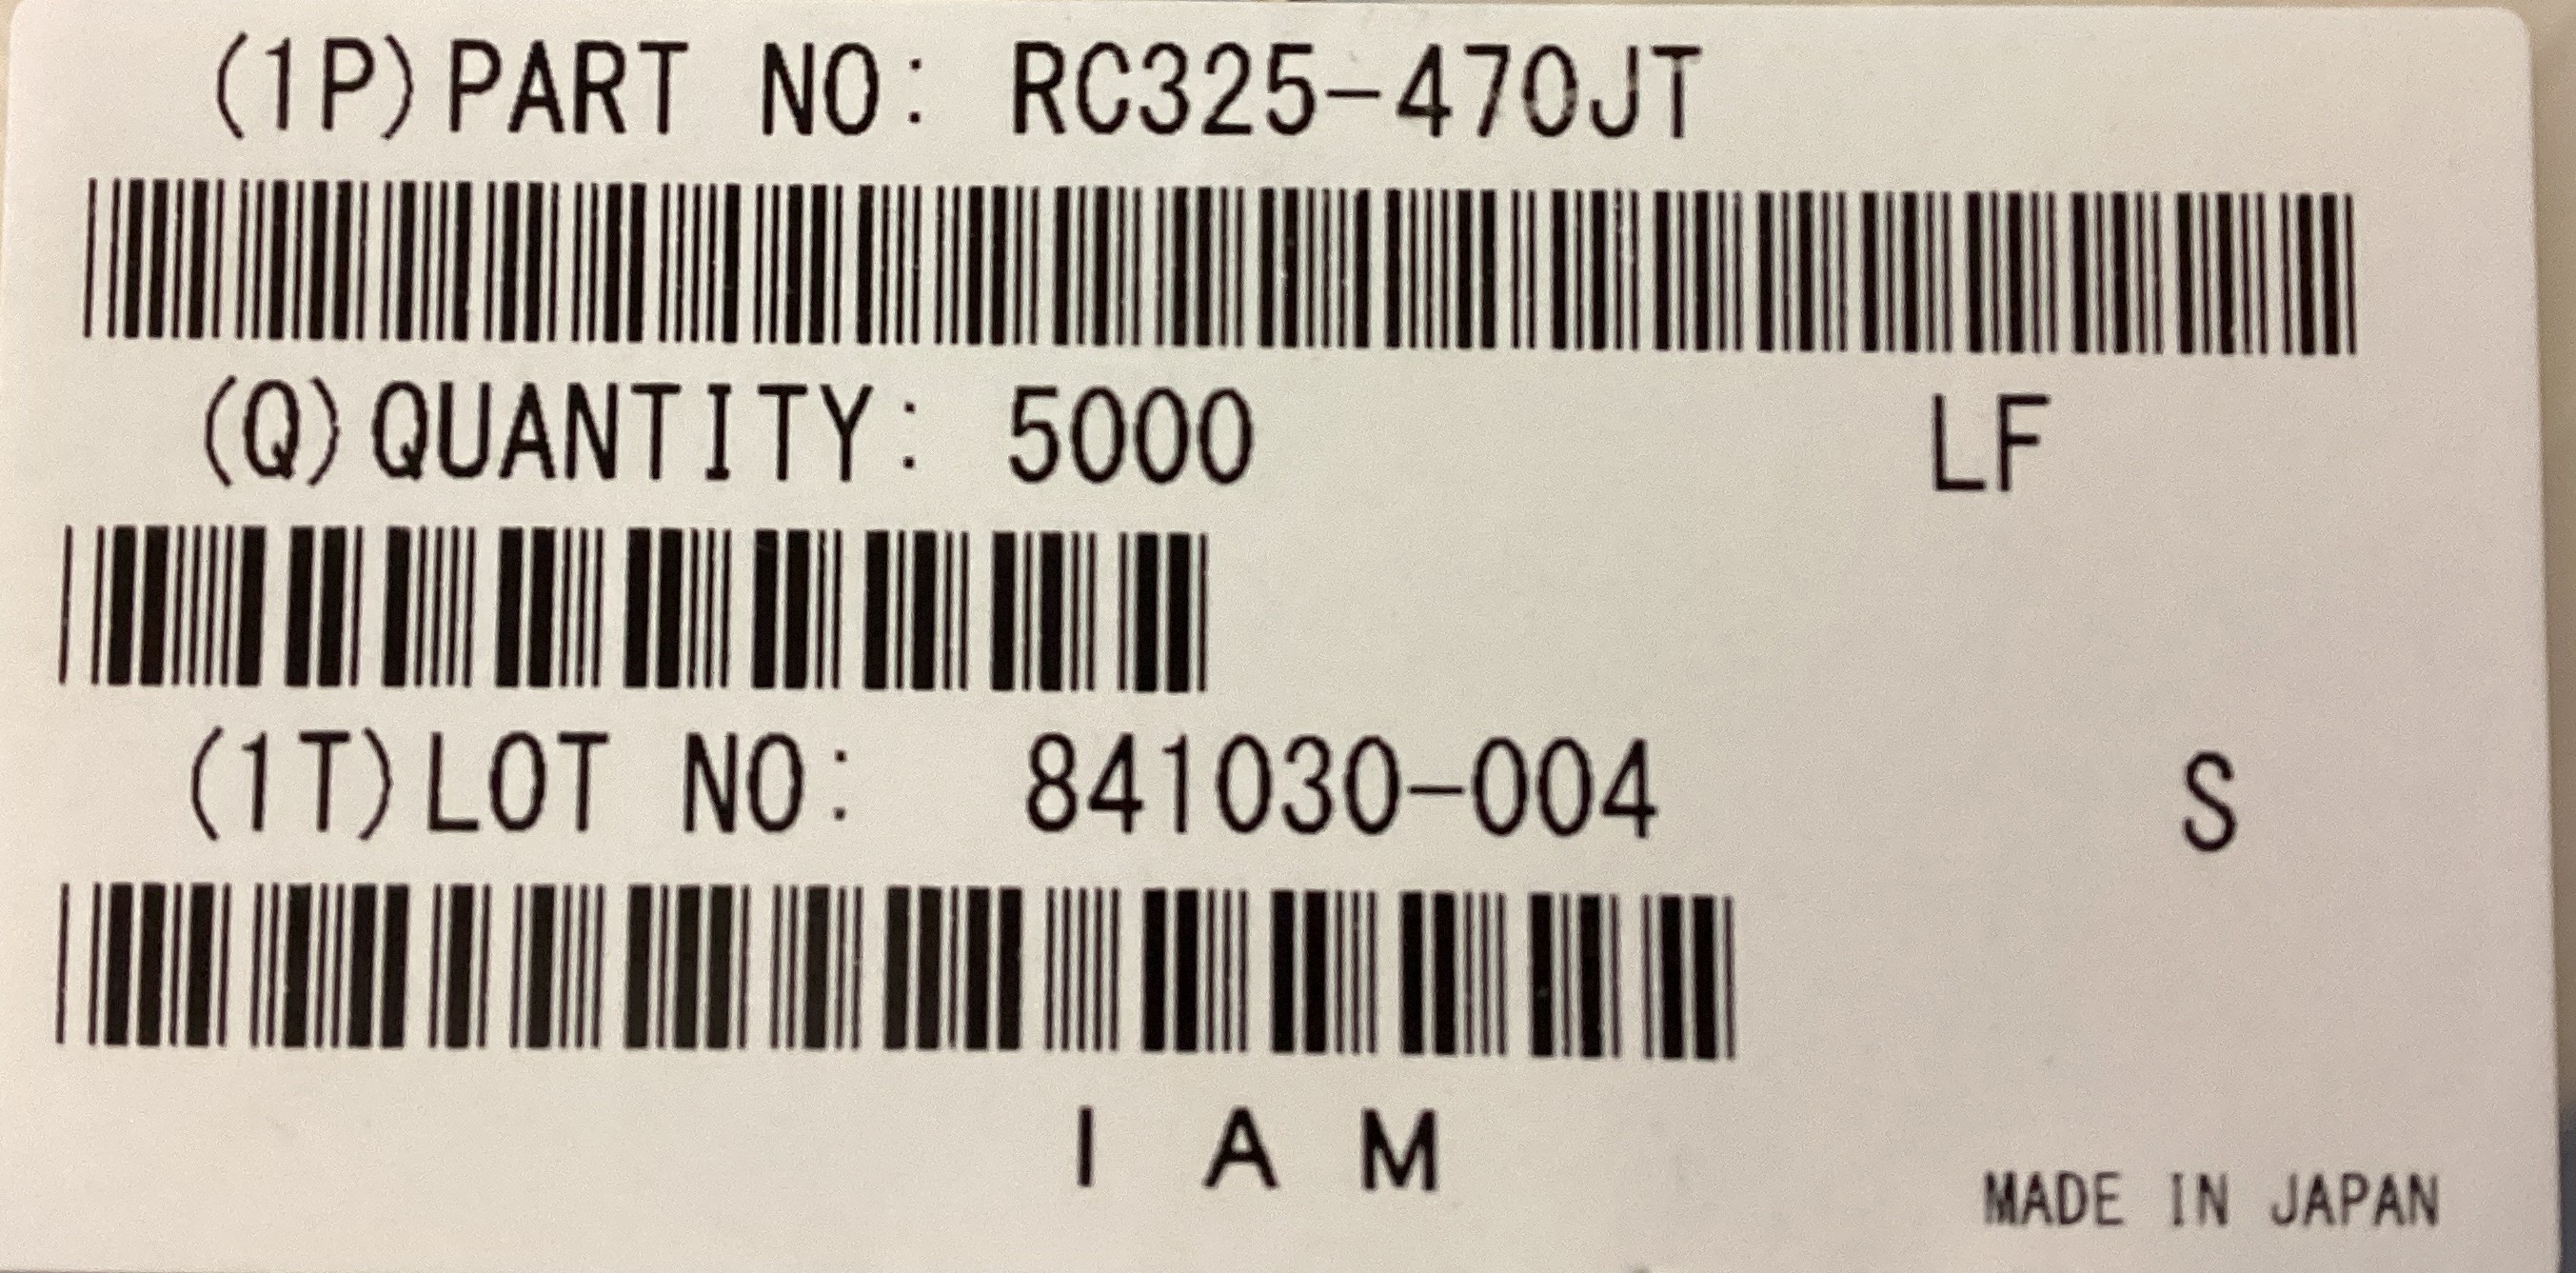 (1P)PART NO: RC325-470JT
(Q)QUANTITY: 5000 LF
(1T)LOT NO: 841030-004 S
I A M
MADE IN JAPAN